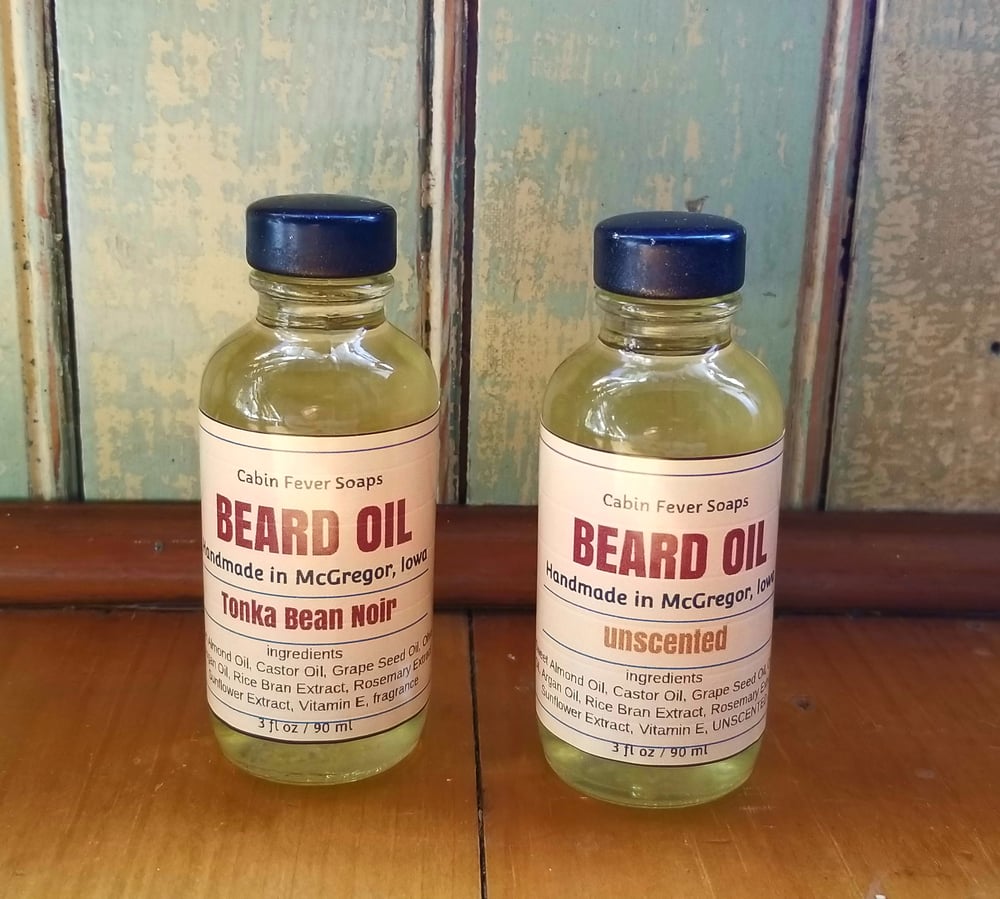 Cabin Fever Soaps
BEARD OIL
Handmade in McGregor, Iowa
Tonka Bean Noir
ingredients
Almond Oil, Castor Oil, Grape Seed Oil,
Oil, Rice Bran Extract, Rosemary
Sunflower Extract, Vitamin E, fragrance
3 fl oz / 90 ml
Cabin Fever Soaps
BEARD OIL
Handmade in McGregor, Iowa
unscented
ingredients
Almond Oil, Castor Oil, Grape Seed Oil,
Argan Oil, Rice Bran Extract, Rosemary
Sunflower Extract, Vitamin E, UNSCENTED
3 fl oz / 90 ml